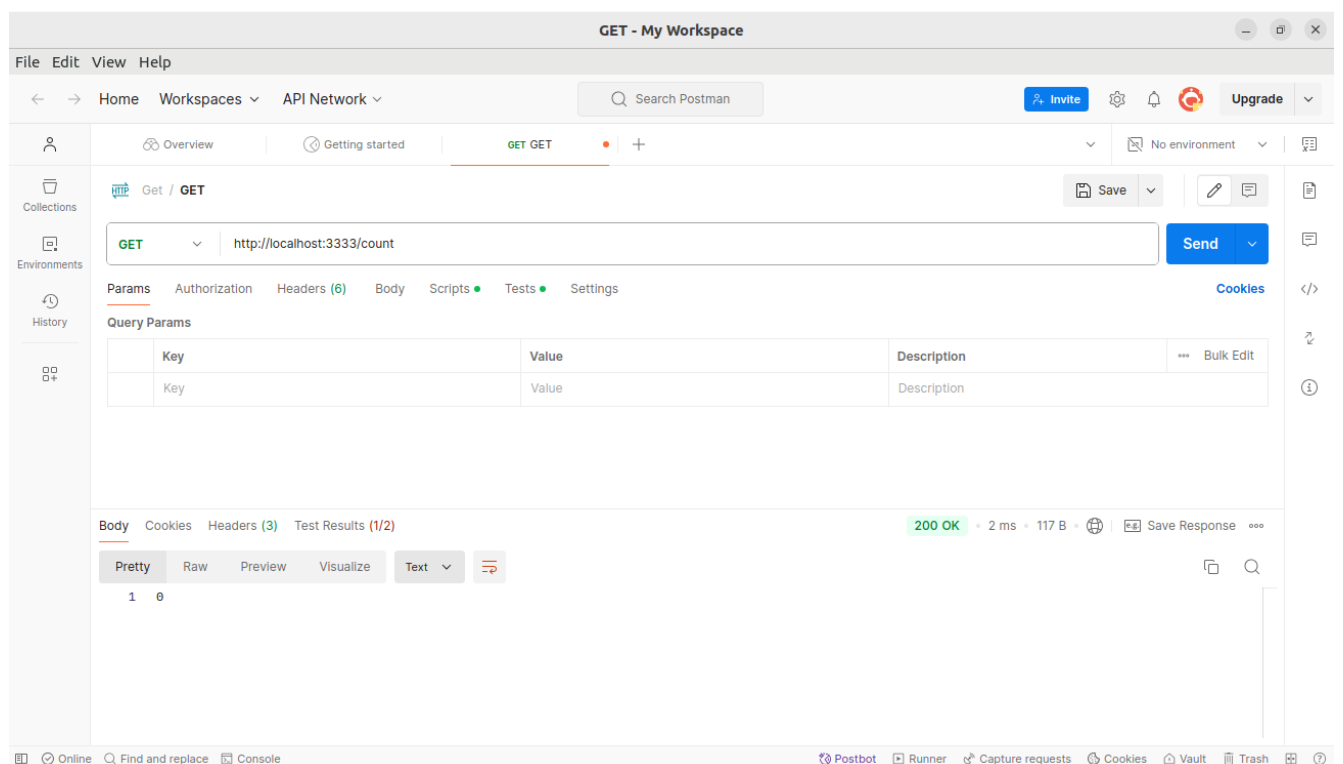 GET - My Workspace
File Edit View Help
Home Workspaces API Network Search Postman Invite Upgrade
Overview Getting started GET GET No environment
HTTP Get / GET Save
Collections
GET http://localhost:3333/count Send
Environments
Params Authorization Headers (6) Body Scripts Tests Settings Cookies
History
Query Params
Key Value Description Bulk Edit
Key Value Description
Body Cookies Headers (3) Test Results (1/2) 200 OK 2 ms 117 B e.g. Save Response
Pretty Raw Preview Visualize Text
1 0
Online Find and replace Console Postbot Runner Capture requests Cookies Vault Trash